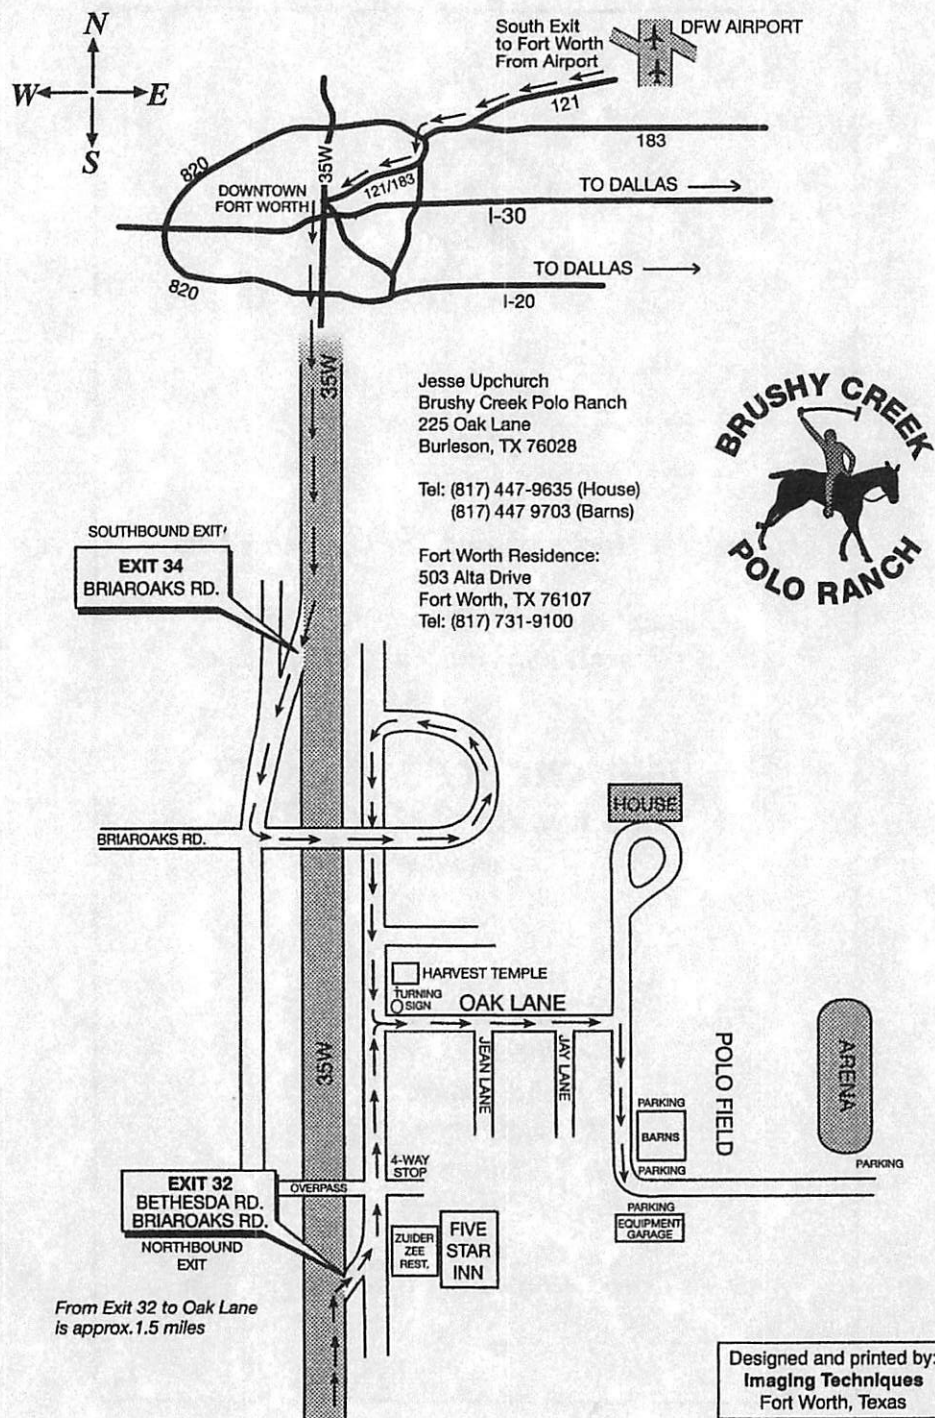 N
W E
S
South Exit
to Fort Worth
From Airport
DFW AIRPORT
121
183
820
35W
121/183
DOWNTOWN
FORT WORTH
TO DALLAS
I-30
TO DALLAS
820
I-20
35W
Jesse Upchurch
Brushy Creek Polo Ranch
225 Oak Lane
Burleson, TX 76028
Tel: (817) 447-9635 (House)
(817) 447 9703 (Barns)
Fort Worth Residence:
503 Alta Drive
Fort Worth, TX 76107
Tel: (817) 731-9100
BRUSHY CREEK
POLO RANCH
SOUTHBOUND EXIT
EXIT 34
BRIAROAKS RD.
HOUSE
BRIAROAKS RD.
HARVEST TEMPLE
TURNING
SIGN
OAK LANE
35W
JEAN LANE
JAY LANE
POLO FIELD
ARENA
PARKING
BARNS
PARKING
PARKING
4-WAY
STOP
OVERPASS
EXIT 32
BETHESDA RD.
BRIAROAKS RD.
NORTHBOUND
EXIT
PARKING
EQUIPMENT
GARAGE
ZUIDER
ZEE
REST.
FIVE
STAR
INN
From Exit 32 to Oak Lane
is approx.1.5 miles
Designed and printed by:
Imaging Techniques
Fort Worth, Texas